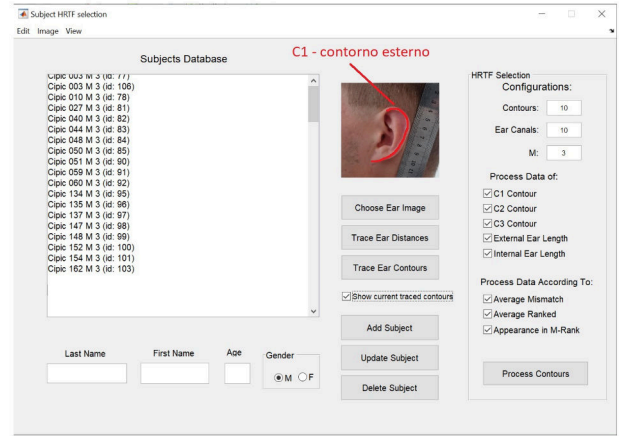 Subject HRTF selection
Edit Image View
Subjects Database
C1 - contorno esterno
Cipic 003 M 3 (id: 77)
Cipic 003 M 3 (id: 106)
Cipic 010 M 3 (id: 78)
Cipic 027 M 3 (id: 81)
Cipic 040 M 3 (id: 82)
Cipic 044 M 3 (id: 83)
Cipic 048 M 3 (id: 84)
Cipic 050 M 3 (id: 85)
Cipic 051 M 3 (id: 90)
Cipic 059 M 3 (id: 91)
Cipic 060 M 3 (id: 92)
Cipic 134 M 3 (id: 95)
Cipic 135 M 3 (id: 96)
Cipic 137 M 3 (id: 97)
Cipic 147 M 3 (id: 98)
Cipic 148 M 3 (id: 99)
Cipic 152 M 3 (id: 100)
Cipic 154 M 3 (id: 101)
Cipic 162 M 3 (id: 103)
Last Name
First Name
Age
Gender
M
F
Choose Ear Image
Trace Ear Distances
Trace Ear Contours
Show current traced contours
Add Subject
Update Subject
Delete Subject
HRTF Selection
Configurations:
Contours: 10
Ear Canals: 10
M: 3
Process Data of:
C1 Contour
C2 Contour
C3 Contour
External Ear Length
Internal Ear Length
Process Data According To:
Average Mismatch
Average Ranked
Appearance in M-Rank
Process Contours